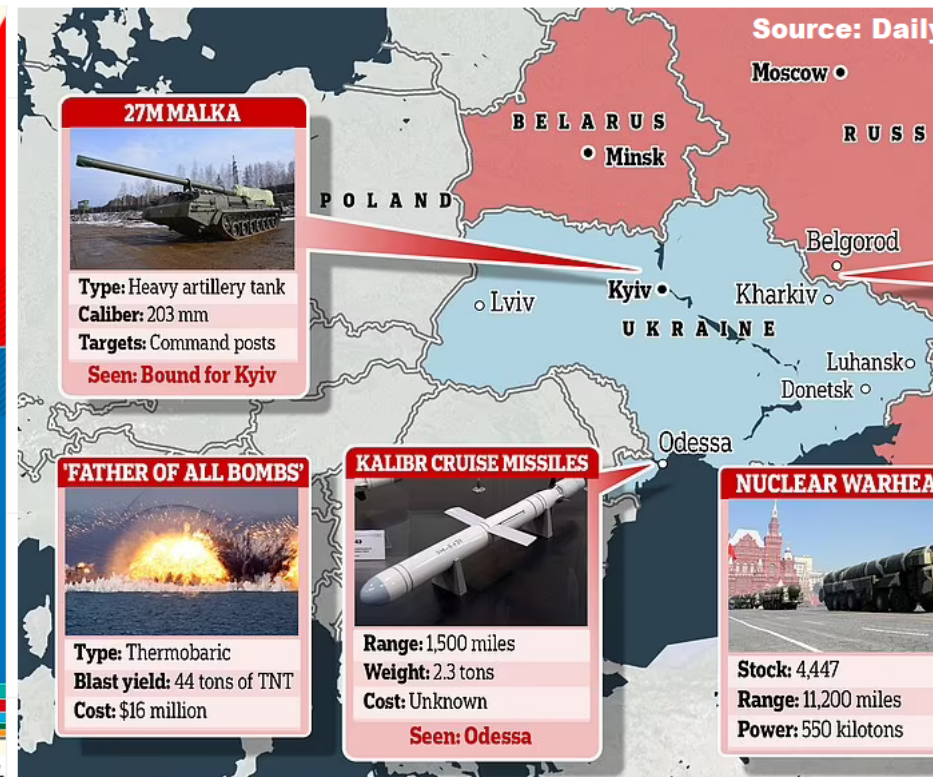 Source: Daily
Moscow
BELARUS
RUSS
Minsk
27M MALKA
POLAND
Type: Heavy artillery tank
Caliber: 203 mm
Targets: Command posts
Seen: Bound for Kyiv
Belgorod
Kyiv
Kharkiv
Lviv
UKRAINE
Luhansk
Donetsk
Odessa
'FATHER OF ALL BOMBS'
Type: Thermobaric
Blast yield: 44 tons of TNT
Cost: $16 million
KALIBR CRUISE MISSILES
Range: 1,500 miles
Weight: 2.3 tons
Cost: Unknown
Seen: Odessa
NUCLEAR WARHEA
Stock: 4,447
Range: 11,200 miles
Power: 550 kilotons